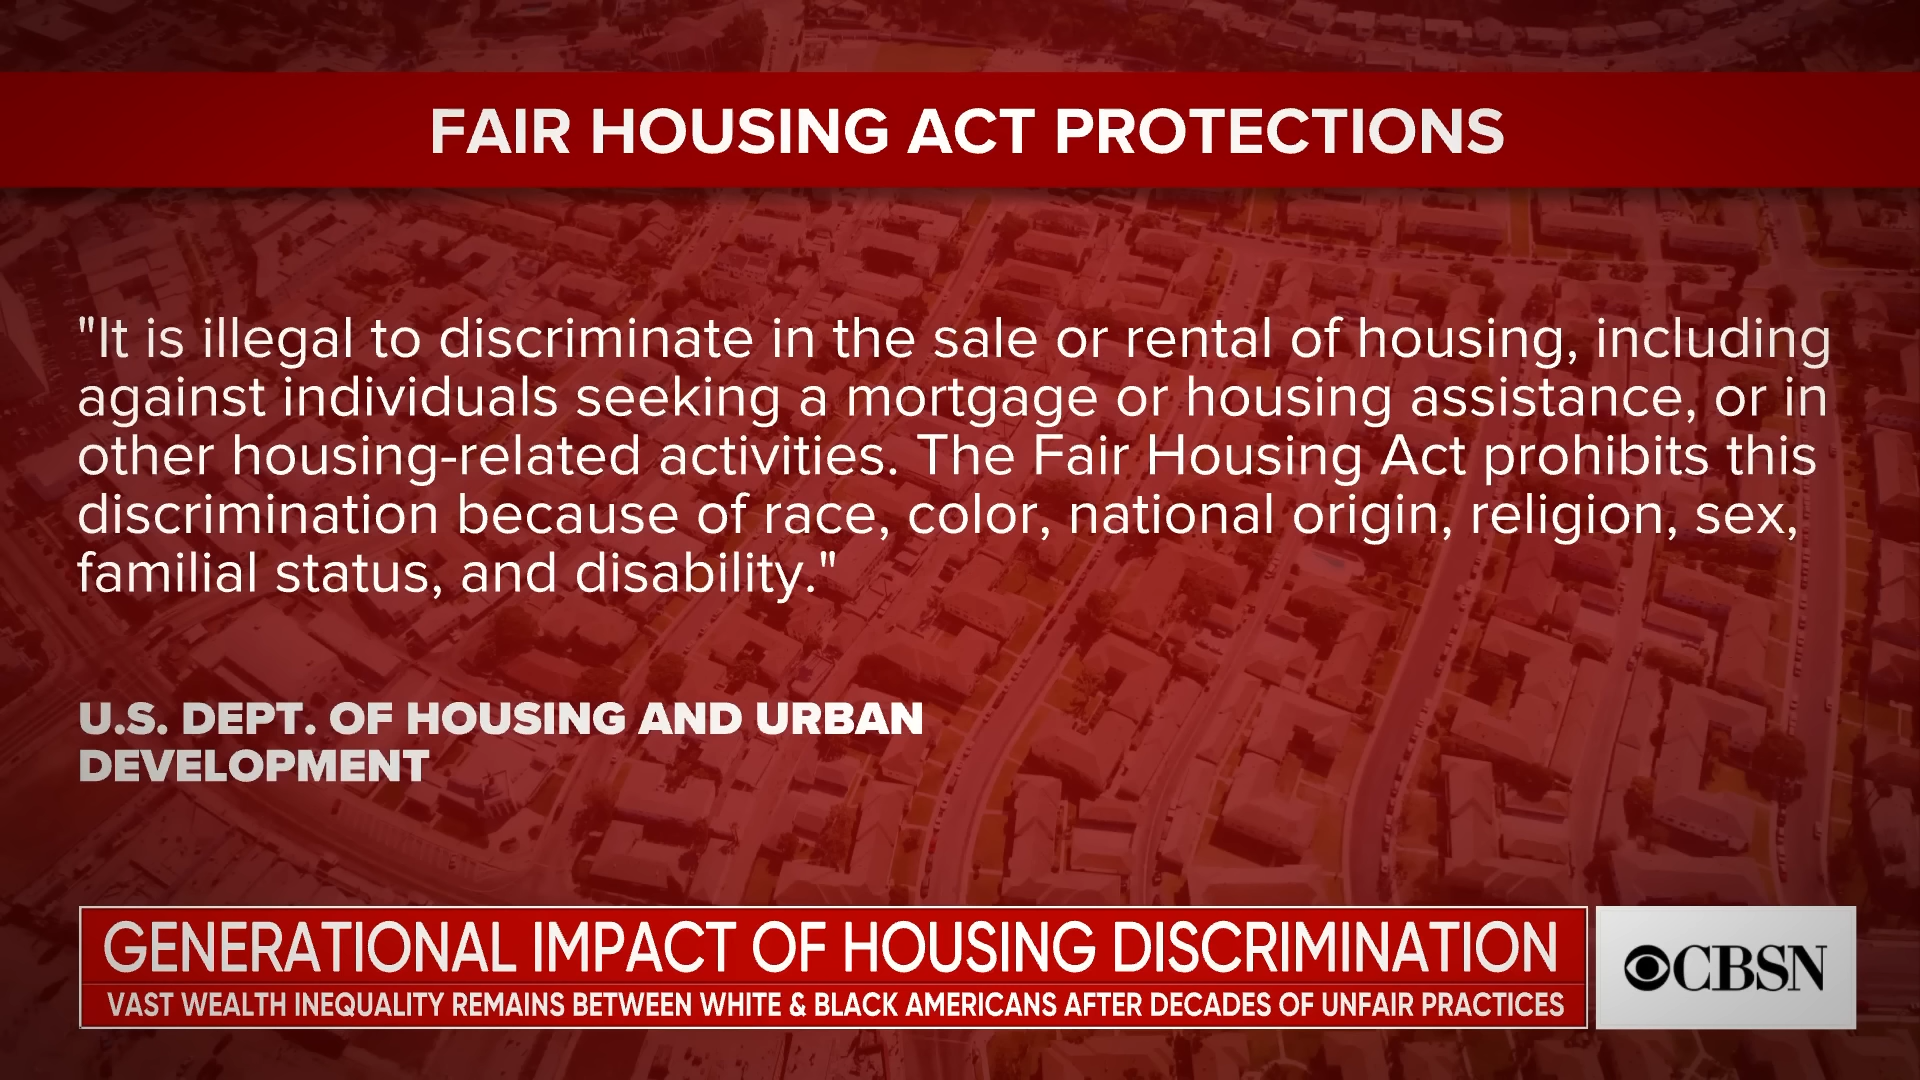 FAIR HOUSING ACT PROTECTIONS
"It is illegal to discriminate in the sale or rental of housing, including
against individuals seeking a mortgage or housing assistance, or in
other housing-related activities. The Fair Housing Act prohibits this
discrimination because of race, color, national origin, religion, sex,
familial status, and disability."
U.S. DEPT. OF HOUSING AND URBAN
DEVELOPMENT
GENERATIONAL IMPACT OF HOUSING DISCRIMINATION
VAST WEALTH INEQUALITY REMAINS BETWEEN WHITE & BLACK AMERICANS AFTER DECADES OF UNFAIR PRACTICES
CBSN